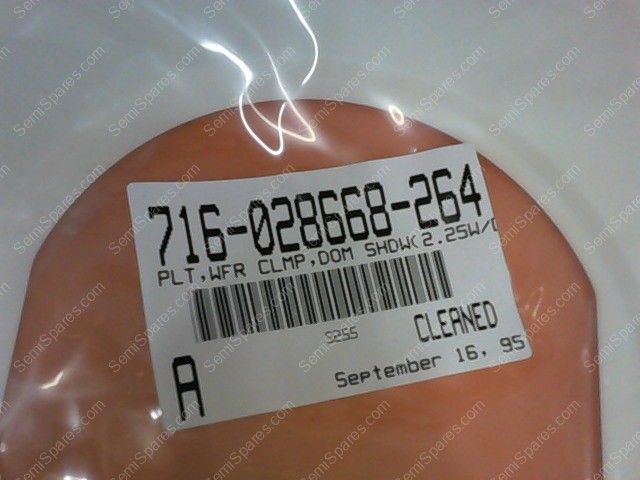 716-028668-264
PLT,WFR CLMP,DOM SHDW(2.25W/
S255
CLEANED
A
September 16, 95
SemiSpares.com